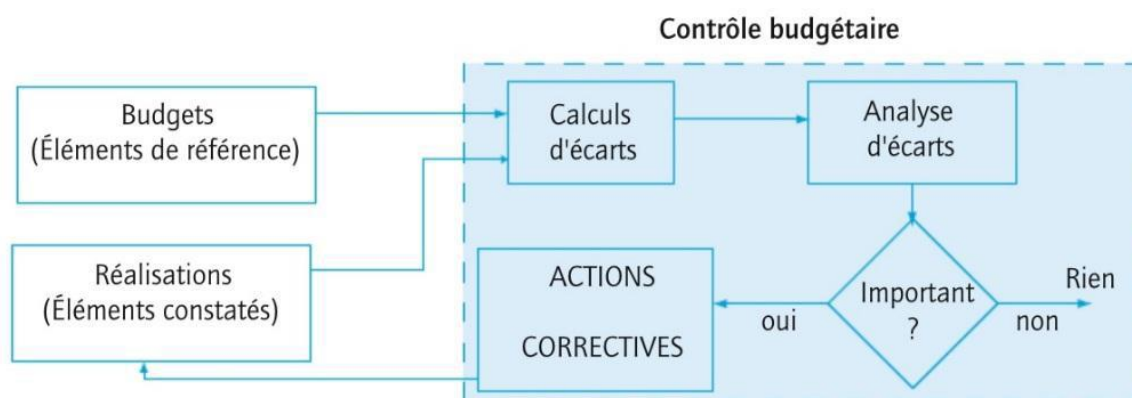 Contrôle budgétaire
Budgets
(Éléments de référence)
Calculs
d'écarts
Analyse
d'écarts
Réalisations
(Éléments constatés)
ACTIONS
CORRECTIVES
oui
Important
?
non
Rien